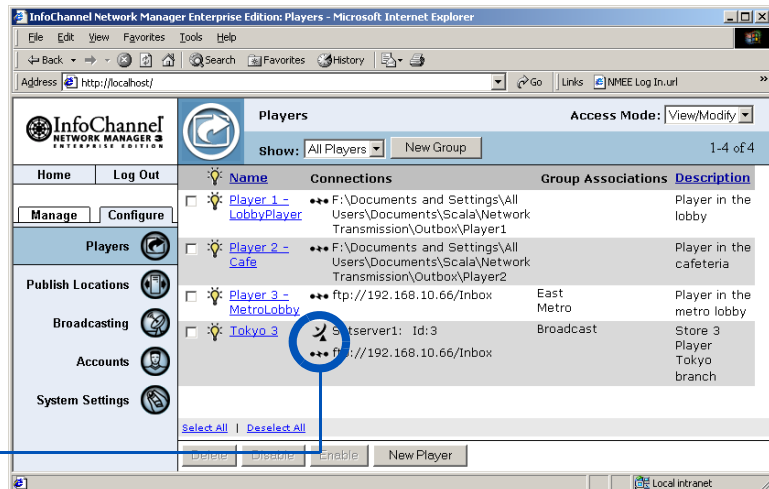 InfoChannel Network Manager Enterprise Edition: Players - Microsoft Internet Explorer
File Edit View Favorites Tools Help
Back Search Favorites History
Address http://localhost/ Go Links NMEE Log In.url »
InfoChannel
NETWORK MANAGER 3
ENTERPRISE EDITION
Players
Access Mode: View/Modify
Show: All Players New Group 1-4 of 4
Home Log Out
Manage Configure
Players
Publish Locations
Broadcasting
Accounts
System Settings
Name Connections Group Associations Description
Player 1 - F:\Documents and Settings\All Player in the
LobbyPlayer Users\Documents\Scala\Network lobby
Transmission\Outbox\Player1
Player 2 - F:\Documents and Settings\All Player in the
Cafe Users\Documents\Scala\Network cafeteria
Transmission\Outbox\Player2
Player 3 - ftp://192.168.10.66/Inbox East Player in the
MetroLobby Metro metro lobby
Tokyo 3 Satserver1: Id:3 Broadcast Store 3
ftp://192.168.10.66/Inbox Player
Tokyo
branch
Select All | Deselect All
Delete Disable Enable New Player
Local intranet